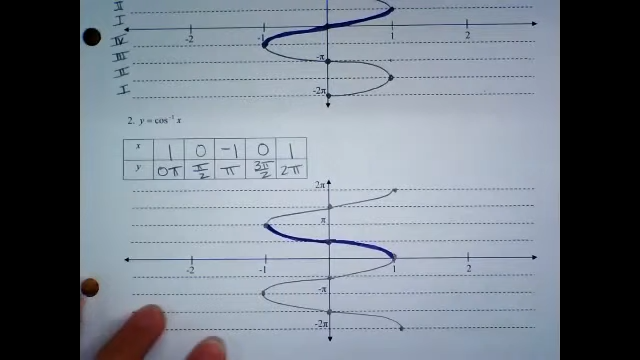 II
I
-2 -1 1 2
IV
III -π
II
I -2π
2. y = cos⁻¹ x
x 1 0 -1 0 1
y 0π π/2 π 3π/2 2π
2π
π
-2 -1 1 2
-π
-2π